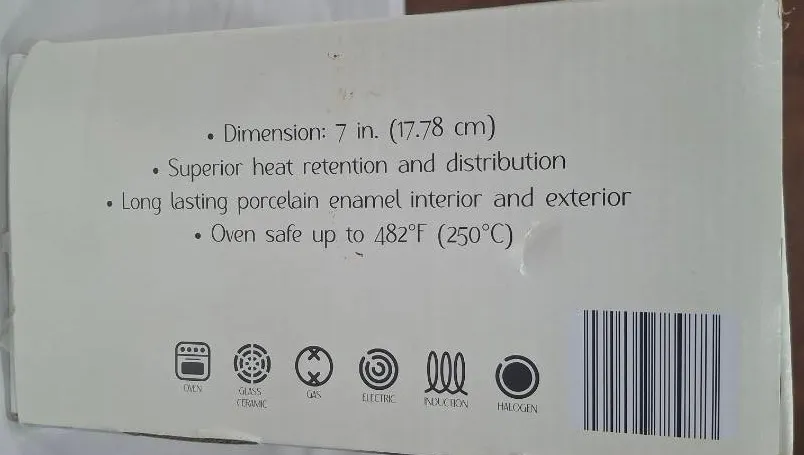 • Dimension: 7 in. (17.78 cm)
• Superior heat retention and distribution
• Long lasting porcelain enamel interior and exterior
• Oven safe up to 482°F (250°C)
OVEN
GLASS
CERAMIC
GAS
ELECTRIC
INDUCTION
HALOGEN